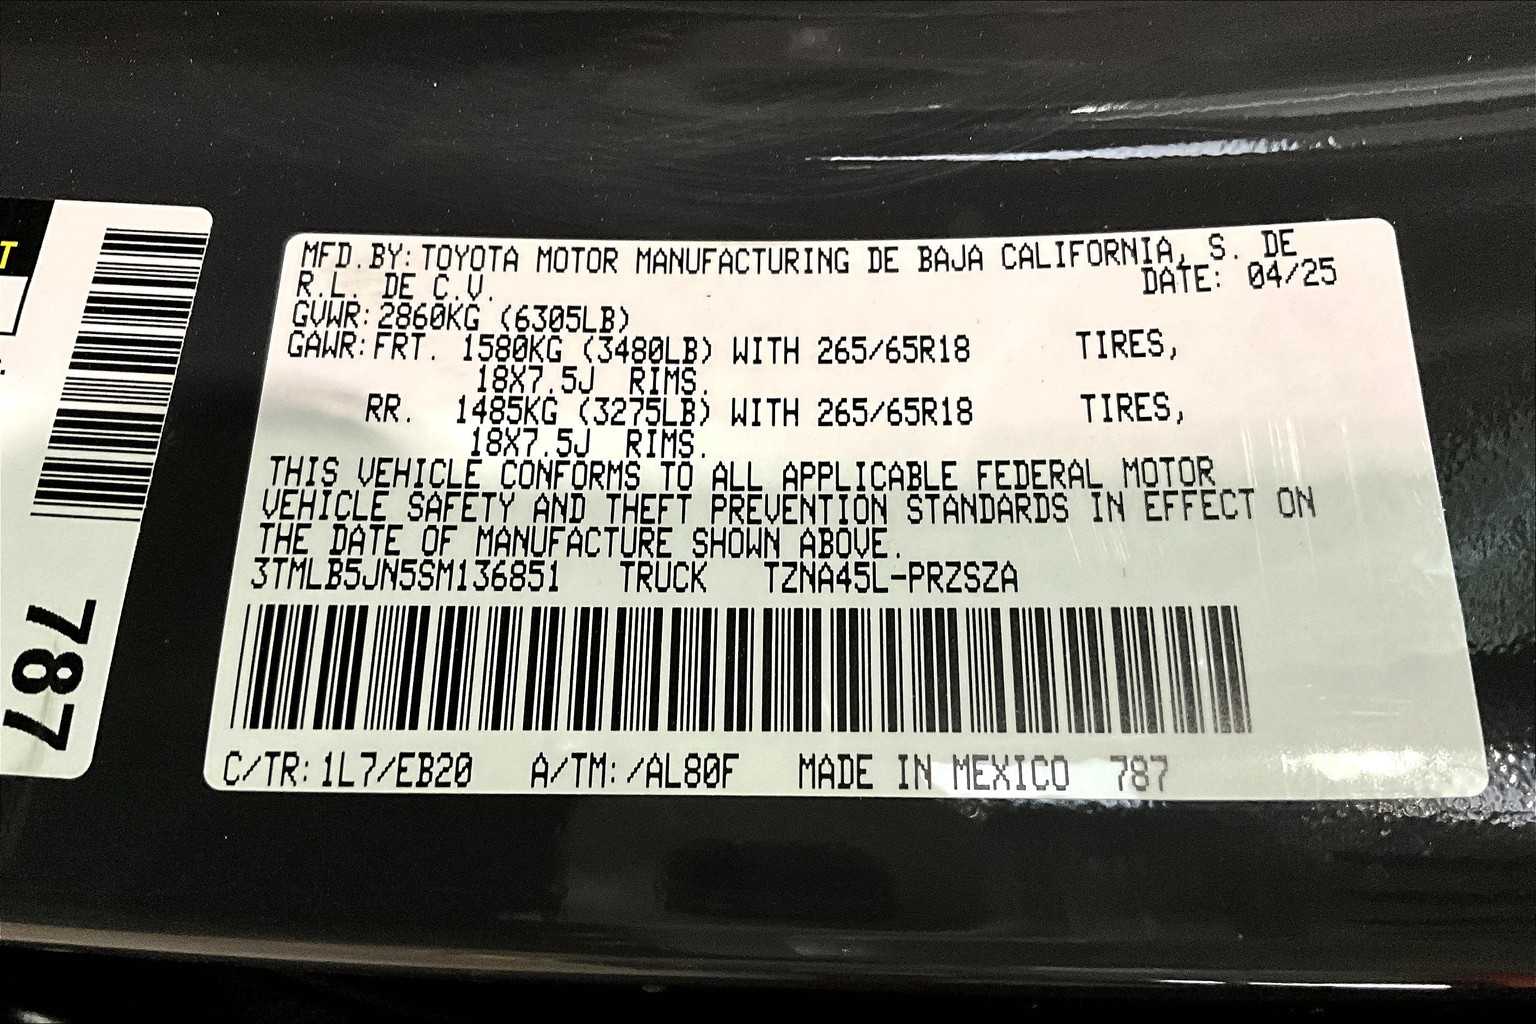 MFD.BY: TOYOTA MOTOR MANUFACTURING DE BAJA CALIFORNIA, S. DE
R.L. DE C.V. DATE: 04/25
GVWR: 2860KG (6305LB)
GAWR: FRT. 1580KG (3480LB) WITH 265/65R18 TIRES,
18X7.5J RIMS.
RR. 1485KG (3275LB) WITH 265/65R18 TIRES,
18X7.5J RIMS.
THIS VEHICLE CONFORMS TO ALL APPLICABLE FEDERAL MOTOR
VEHICLE SAFETY AND THEFT PREVENTION STANDARDS IN EFFECT ON
THE DATE OF MANUFACTURE SHOWN ABOVE.
3TMLB5JN5SM136851 TRUCK TZNA45L-PRZSZA
C/TR: 1L7/EB20 A/TM: /AL80F MADE IN MEXICO 787
T
787